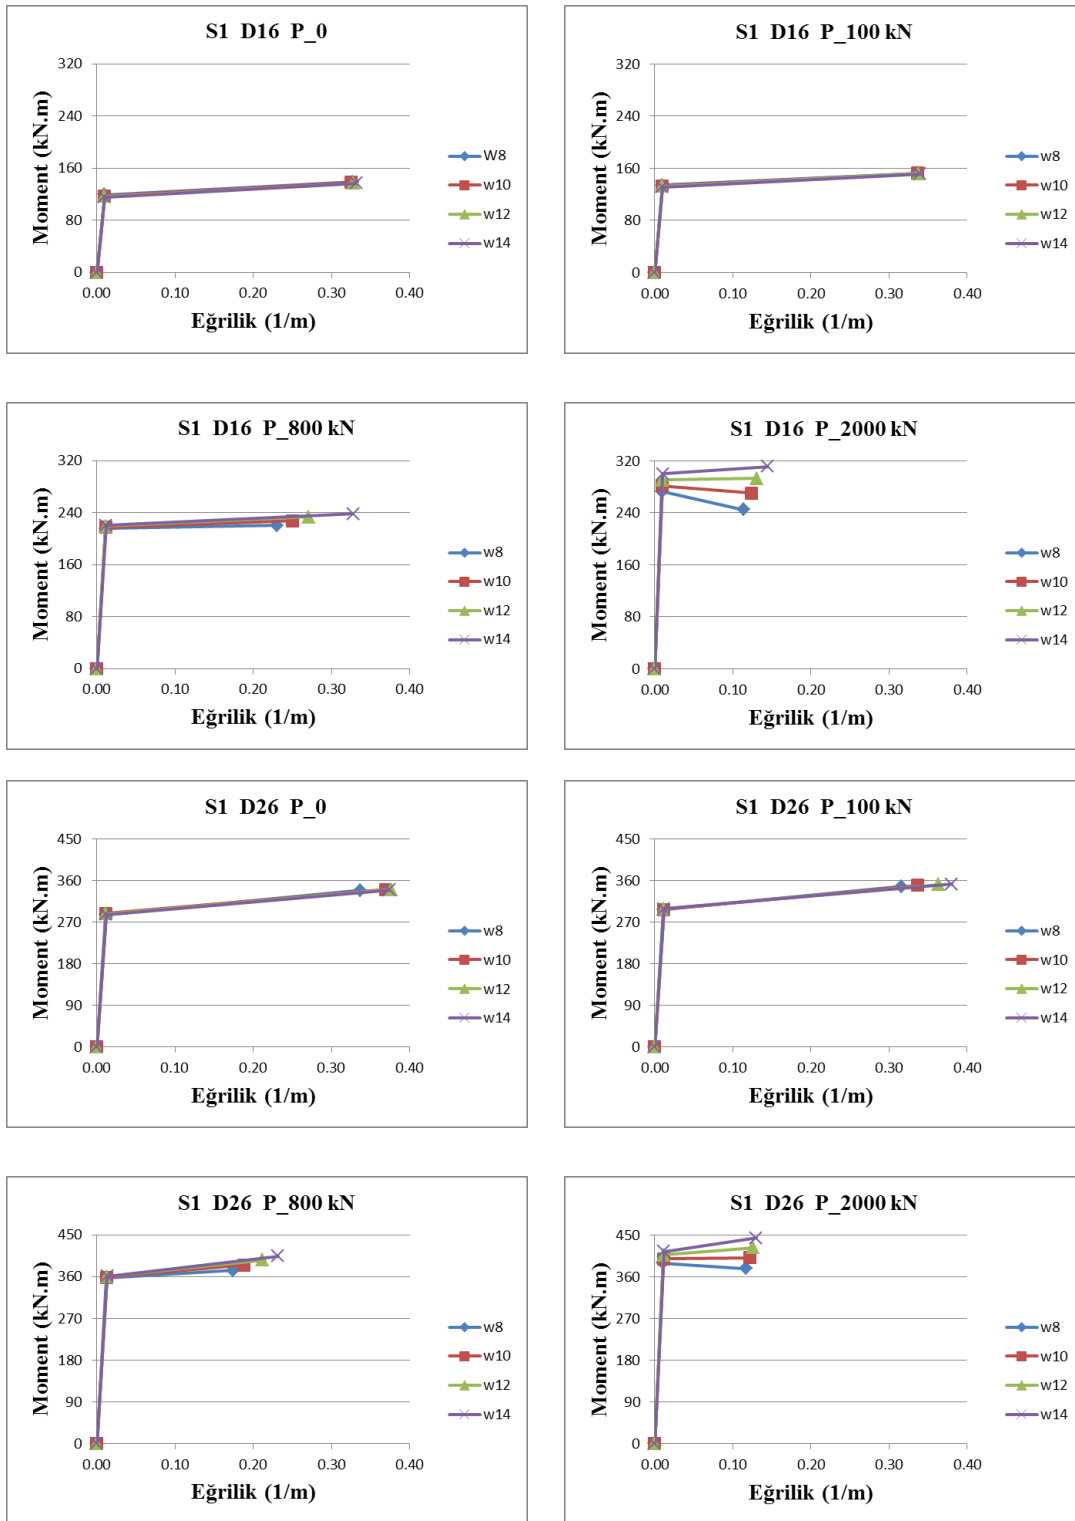 S1 D16 P_0
320
240
160
80
0
0.00 0.10 0.20 0.30 0.40
Moment (kN.m)
Eğrilik (1/m)
W8
w10
w12
w14
S1 D16 P_100 kN
320
240
160
80
0
0.00 0.10 0.20 0.30 0.40
Moment (kN.m)
Eğrilik (1/m)
w8
w10
w12
w14
S1 D16 P_800 kN
320
240
160
80
0
0.00 0.10 0.20 0.30 0.40
Moment (kN.m)
Eğrilik (1/m)
w8
w10
w12
w14
S1 D16 P_2000 kN
320
240
160
80
0
0.00 0.10 0.20 0.30 0.40
Moment (kN.m)
Eğrilik (1/m)
w8
w10
w12
w14
S1 D26 P_0
450
360
270
180
90
0
0.00 0.10 0.20 0.30 0.40
Moment (kN.m)
Eğrilik (1/m)
w8
w10
w12
w14
S1 D26 P_100 kN
450
360
270
180
90
0
0.00 0.10 0.20 0.30 0.40
Moment (kN.m)
Eğrilik (1/m)
w8
w10
w12
w14
S1 D26 P_800 kN
450
360
270
180
90
0
0.00 0.10 0.20 0.30 0.40
Moment (kN.m)
Eğrilik (1/m)
w8
w10
w12
w14
S1 D26 P_2000 kN
450
360
270
180
90
0
0.00 0.10 0.20 0.30 0.40
Moment (kN.m)
Eğrilik (1/m)
w8
w10
w12
w14